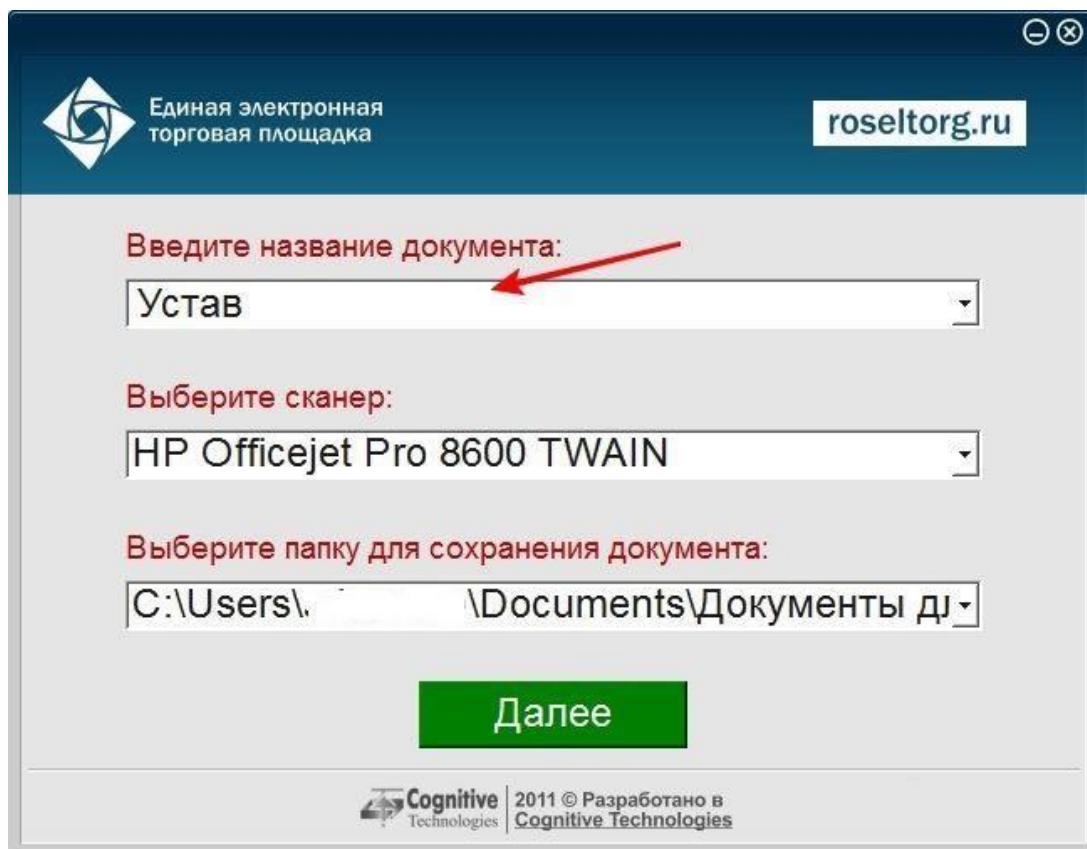 Единая электронная
торговая площадка
roseltorg.ru
Введите название документа:
Устав
Выберите сканер:
HP Officejet Pro 8600 TWAIN
Выберите папку для сохранения документа:
C:\Users\ \Documents\Документы
Далее
Cognitive
Technologies
2011 © Разработано в
Cognitive Technologies